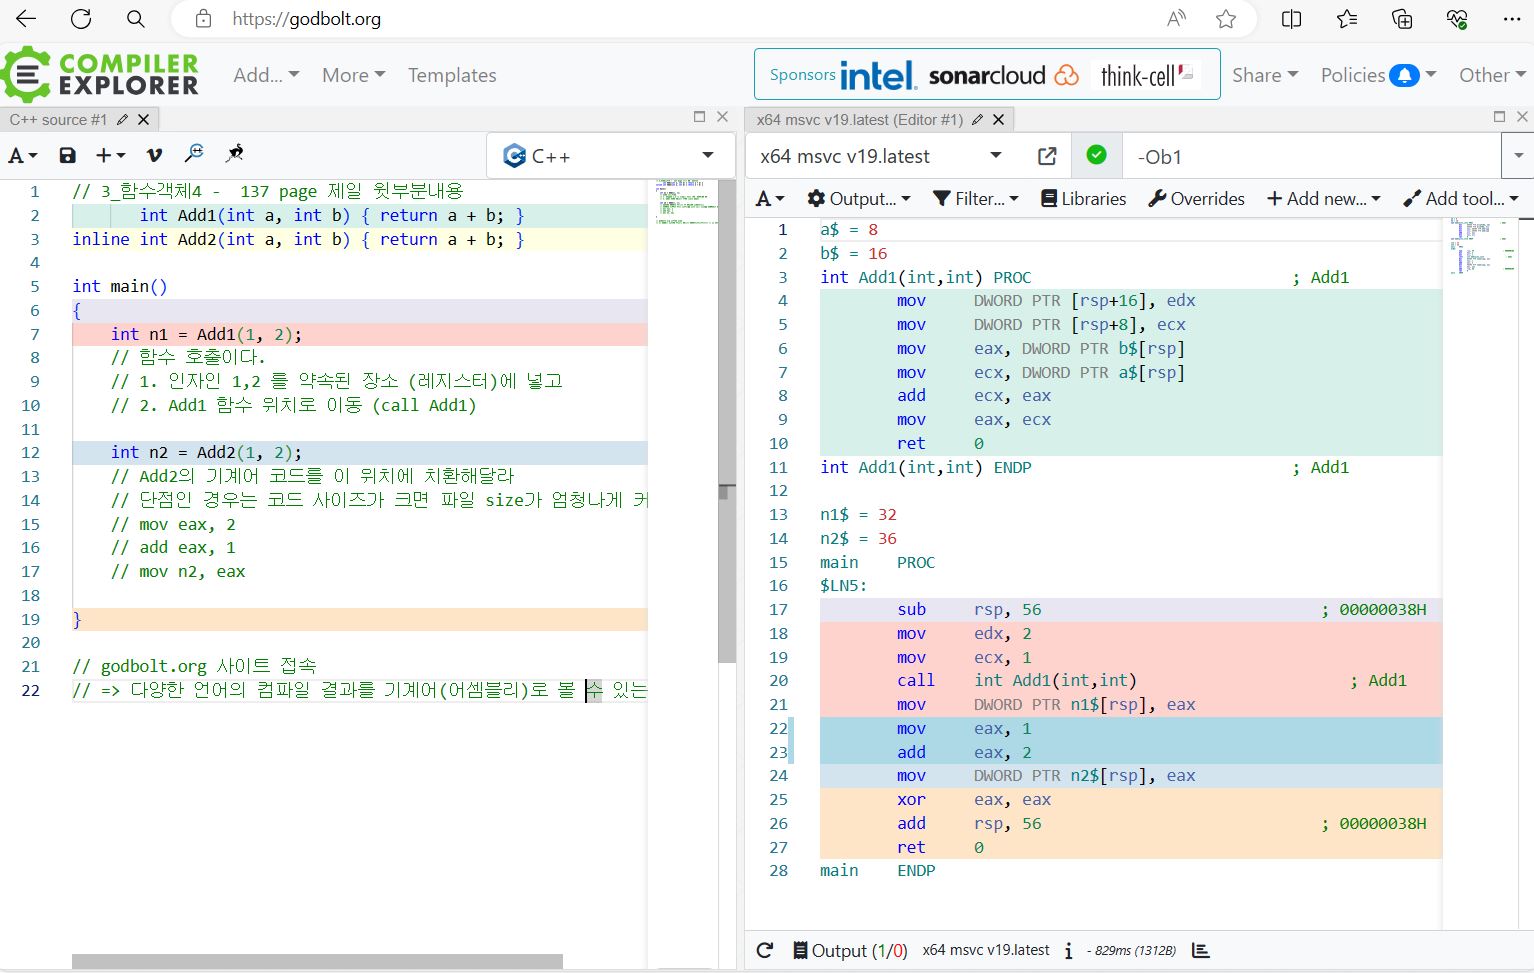 https://godbolt.org
COMPILER EXPLORER
Add...
More
Templates
Sponsors intel. sonarcloud think-cell
Share
Policies
Other
C++ source #1
A
C++
1 // 3_함수객체4 -  137 page 제일 윗부분내용
2        int Add1(int a, int b) { return a + b; }
3 inline int Add2(int a, int b) { return a + b; }
4
5 int main()
6 {
7     int n1 = Add1(1, 2);
8     // 함수 호출이다.
9     // 1. 인자인 1,2 를 약속된 장소 (레지스터)에 넣고
10     // 2. Add1 함수 위치로 이동 (call Add1)
11
12     int n2 = Add2(1, 2);
13     // Add2의 기계어 코드를 이 위치에 치환해달라
14     // 단점인 경우는 코드 사이즈가 크면 파일 size가 엄청나게 커
15     // mov eax, 2
16     // add eax, 1
17     // mov n2, eax
18
19 }
20
21 // godbolt.org 사이트 접속
22 // => 다양한 언어의 컴파일 결과를 기계어(어셈블리)로 볼 수 있는
x64 msvc v19.latest (Editor #1)
x64 msvc v19.latest
-Ob1
A
Output...
Filter...
Libraries
Overrides
Add new...
Add tool...
1 a$ = 8
2 b$ = 16
3 int Add1(int,int) PROC ; Add1
4 mov DWORD PTR [rsp+16], edx
5 mov DWORD PTR [rsp+8], ecx
6 mov eax, DWORD PTR b$[rsp]
7 mov ecx, DWORD PTR a$[rsp]
8 add ecx, eax
9 mov eax, ecx
10 ret 0
11 int Add1(int,int) ENDP ; Add1
12
13 n1$ = 32
14 n2$ = 36
15 main PROC
16 $LN5:
17 sub rsp, 56 ; 00000038H
18 mov edx, 2
19 mov ecx, 1
20 call int Add1(int,int) ; Add1
21 mov DWORD PTR n1$[rsp], eax
22 mov eax, 1
23 add eax, 2
24 mov DWORD PTR n2$[rsp], eax
25 xor eax, eax
26 add rsp, 56 ; 00000038H
27 ret 0
28 main ENDP
Output (1/0) x64 msvc v19.latest i - 829ms (1312B)